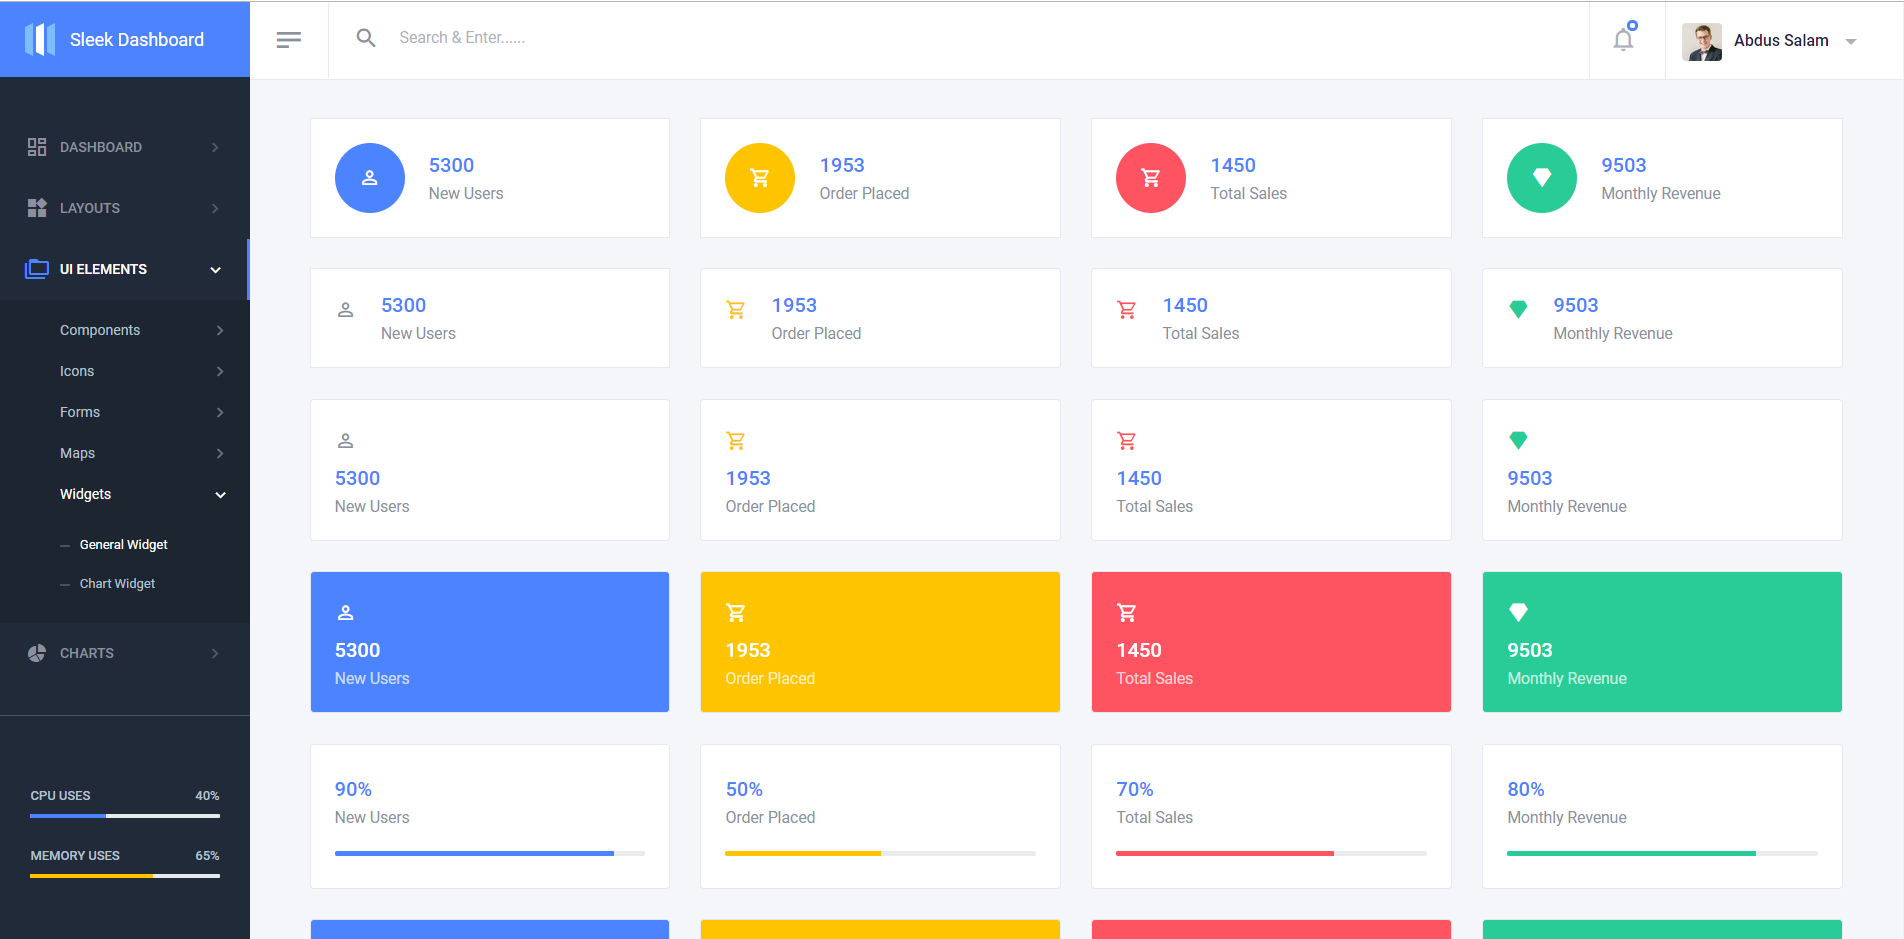 Sleek Dashboard
Search & Enter......
Abdus Salam
DASHBOARD
LAYOUTS
UI ELEMENTS
Components
Icons
Forms
Maps
Widgets
General Widget
Chart Widget
CHARTS
CPU USES 40%
MEMORY USES 65%
5300
New Users
1953
Order Placed
1450
Total Sales
9503
Monthly Revenue
5300
New Users
1953
Order Placed
1450
Total Sales
9503
Monthly Revenue
5300
New Users
1953
Order Placed
1450
Total Sales
9503
Monthly Revenue
5300
New Users
1953
Order Placed
1450
Total Sales
9503
Monthly Revenue
90%
New Users
50%
Order Placed
70%
Total Sales
80%
Monthly Revenue